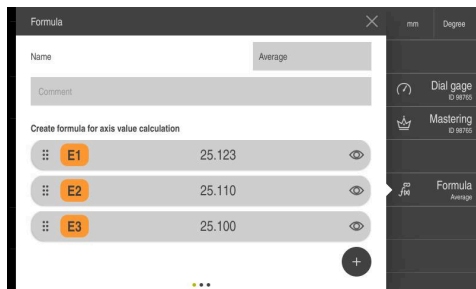 Formula
mm Degree
Name
Average
Comment
Dial gage
ID 98765
Mastering
ID 98765
Create formula for axis value calculation
E1 25.123
E2 25.110
E3 25.100
Formula
Average